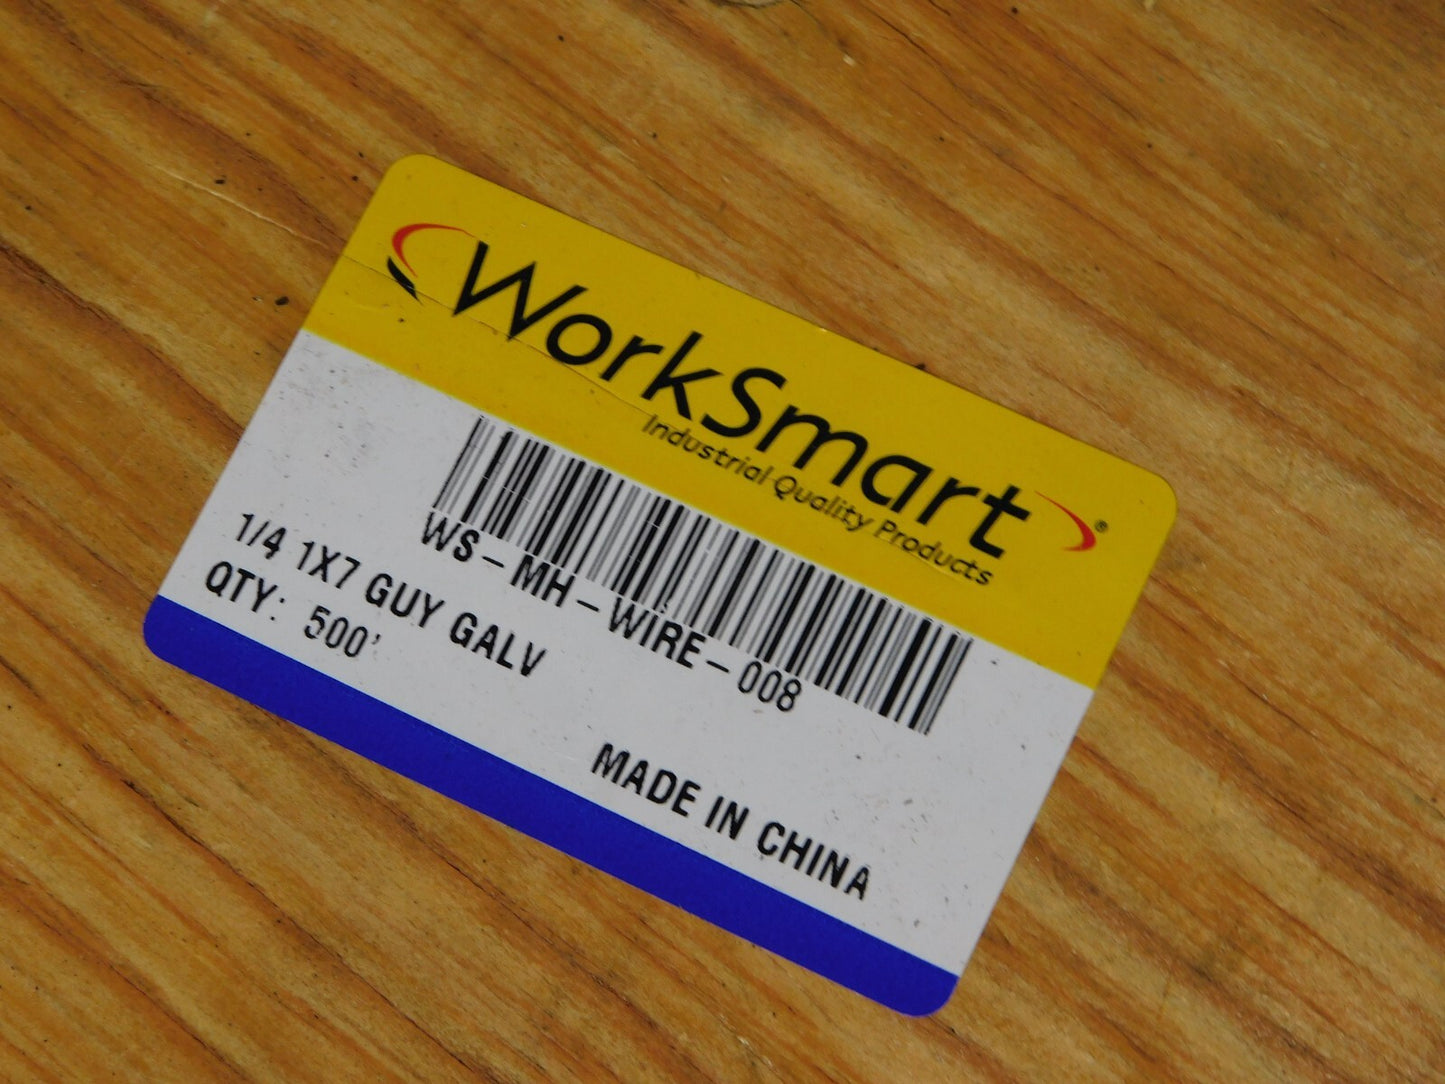 WorkSmart®
Industrial Quality Products
WS-MH-WIRE-008
1/4 1X7 GUY GALV
QTY: 500'
MADE IN CHINA